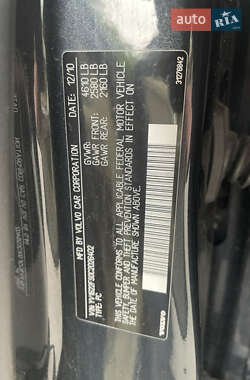 AUTO
RIA
MFD. BY: VOLVO CAR CORPORATION
DATE: 12/10
GVWR: 4610 LB
GAWR FRONT: 2580 LB
GAWR REAR: 2160 LB
THIS VEHICLE CONFORMS TO ALL APPLICABLE FEDERAL MOTOR VEHICLE
SAFETY, BUMPER AND THEFT PREVENTION STANDARDS IN EFFECT ON
THE DATE OF MANUFACTURE SHOWN ABOVE.
TYPE: PC
VOLVO
31276842